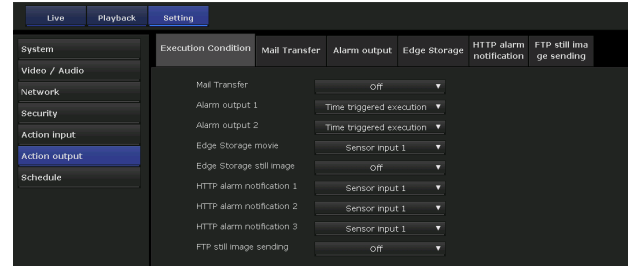 Live Playback Setting
System
Video / Audio
Network
Security
Action input
Action output
Schedule
Execution Condition Mail Transfer Alarm output Edge Storage HTTP alarm notification FTP still ima ge sending
Mail Transfer Off
Alarm output 1 Time triggered execution
Alarm output 2 Time triggered execution
Edge Storage movie Sensor input 1
Edge Storage still image Off
HTTP alarm notification 1 Sensor input 1
HTTP alarm notification 2 Sensor input 1
HTTP alarm notification 3 Sensor input 1
FTP still image sending Off